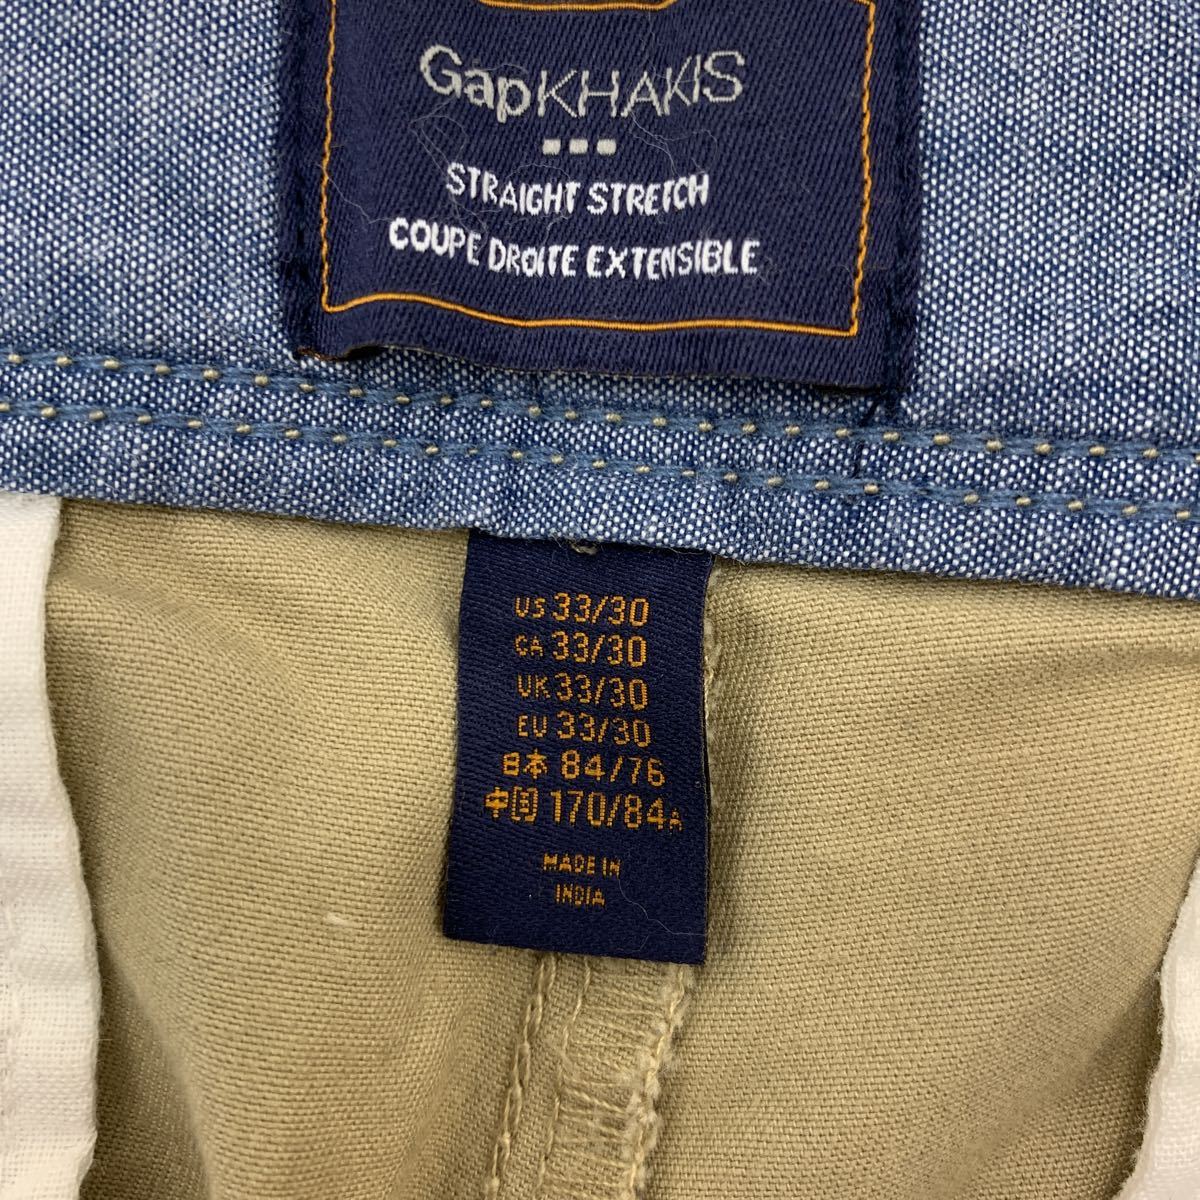 GapKHAKIS
STRAIGHT STRETCH
COUPE DROITE EXTENSIBLE
US 33/30
CA 33/30
UK 33/30
EU 33/30
日本 84/76
中国 170/84A
MADE IN
INDIA